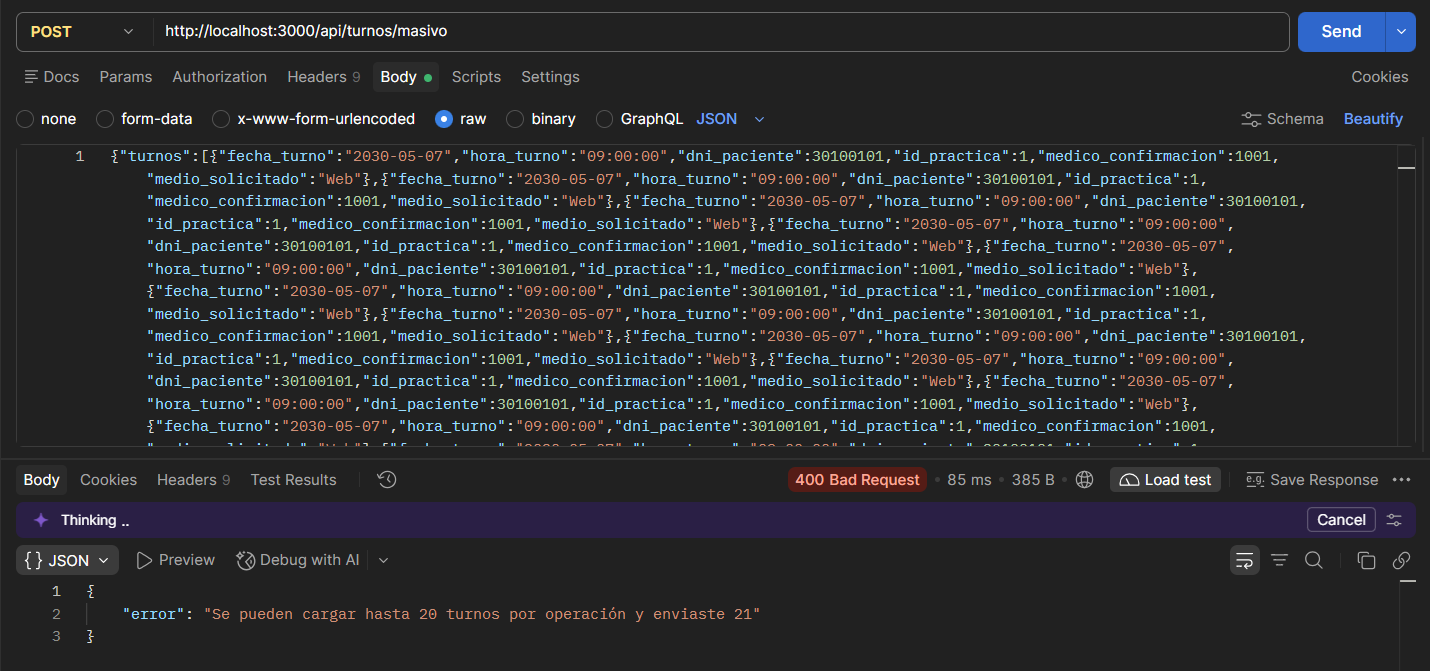 POST http://localhost:3000/api/turnos/masivo Send
Docs Params Authorization Headers 9 Body Scripts Settings Cookies
none form-data x-www-form-urlencoded raw binary GraphQL JSON Schema Beautify
1 {"turnos":[{"fecha_turno":"2030-05-07","hora_turno":"09:00:00","dni_paciente":30100101,"id_practica":1,"medico_confirmacion":1001,
"medio_solicitado":"Web"},{"fecha_turno":"2030-05-07","hora_turno":"09:00:00","dni_paciente":30100101,"id_practica":1,
"medico_confirmacion":1001,"medio_solicitado":"Web"},{"fecha_turno":"2030-05-07","hora_turno":"09:00:00","dni_paciente":30100101,
"id_practica":1,"medico_confirmacion":1001,"medio_solicitado":"Web"},{"fecha_turno":"2030-05-07","hora_turno":"09:00:00",
"dni_paciente":30100101,"id_practica":1,"medico_confirmacion":1001,"medio_solicitado":"Web"},{"fecha_turno":"2030-05-07",
"hora_turno":"09:00:00","dni_paciente":30100101,"id_practica":1,"medico_confirmacion":1001,"medio_solicitado":"Web"},
{"fecha_turno":"2030-05-07","hora_turno":"09:00:00","dni_paciente":30100101,"id_practica":1,"medico_confirmacion":1001,
"medio_solicitado":"Web"},{"fecha_turno":"2030-05-07","hora_turno":"09:00:00","dni_paciente":30100101,"id_practica":1,
"medico_confirmacion":1001,"medio_solicitado":"Web"},{"fecha_turno":"2030-05-07","hora_turno":"09:00:00","dni_paciente":30100101,
"id_practica":1,"medico_confirmacion":1001,"medio_solicitado":"Web"},{"fecha_turno":"2030-05-07","hora_turno":"09:00:00",
"dni_paciente":30100101,"id_practica":1,"medico_confirmacion":1001,"medio_solicitado":"Web"},{"fecha_turno":"2030-05-07",
"hora_turno":"09:00:00","dni_paciente":30100101,"id_practica":1,"medico_confirmacion":1001,"medio_solicitado":"Web"},
{"fecha_turno":"2030-05-07","hora_turno":"09:00:00","dni_paciente":30100101,"id_practica":1,"medico_confirmacion":1001,
Body Cookies Headers 9 Test Results 400 Bad Request • 85 ms • 385 B • Load test e.g. Save Response
Thinking .. Cancel
{} JSON Preview Debug with AI
1 {
2 "error": "Se pueden cargar hasta 20 turnos por operación y enviaste 21"
3 }